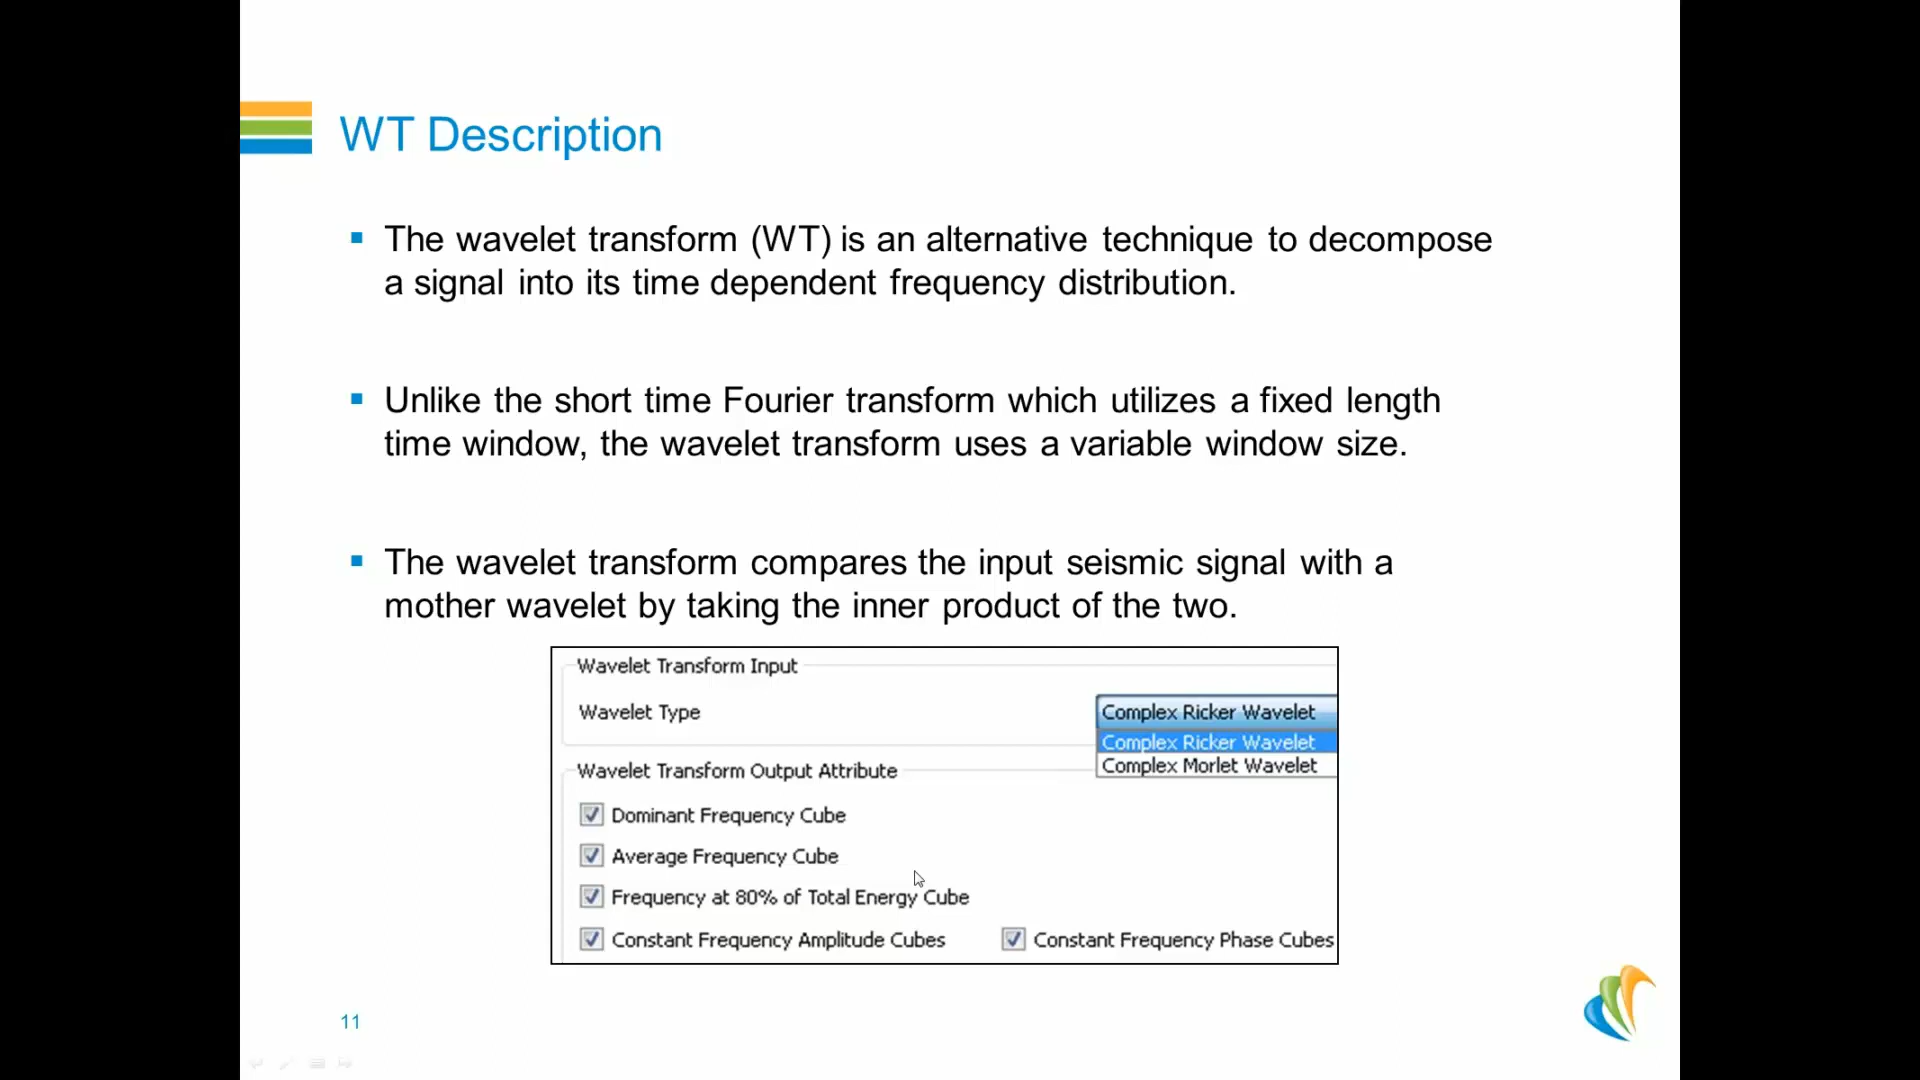 WT Description
The wavelet transform (WT) is an alternative technique to decompose
a signal into its time dependent frequency distribution.
Unlike the short time Fourier transform which utilizes a fixed length
time window, the wavelet transform uses a variable window size.
The wavelet transform compares the input seismic signal with a
mother wavelet by taking the inner product of the two.
Wavelet Transform Input
Wavelet Type
Complex Ricker Wavelet
Complex Ricker Wavelet
Complex Morlet Wavelet
Wavelet Transform Output Attribute
Dominant Frequency Cube
Average Frequency Cube
Frequency at 80% of Total Energy Cube
Constant Frequency Amplitude Cubes
Constant Frequency Phase Cubes
11